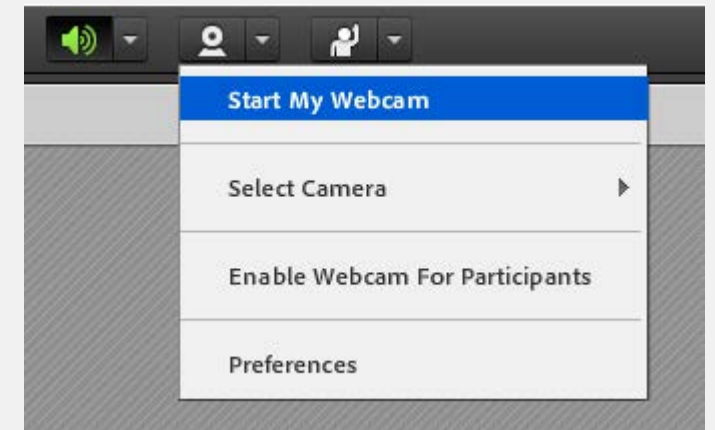 Start My Webcam
Select Camera
Enable Webcam For Participants
Preferences